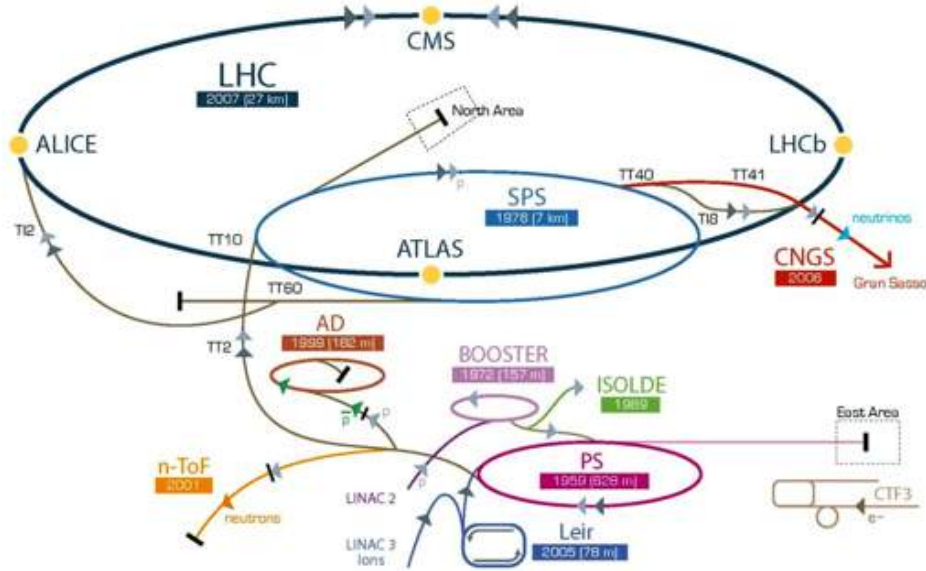 CMS
LHC
2007 (27 km)
North Area
ALICE
LHCb
TT40
TT41
p
SPS
1976 (7 km)
TI8
neutrinos
TI2
TT10
ATLAS
CNGS
2006
Gran Sasso
TT60
AD
1999 (182 m)
TT2
BOOSTER
1972 (157 m)
ISOLDE
1989
p
p
East Area
n-ToF
2001
PS
1959 (628 m)
LINAC 2
p
CTF3
e-
neutrons
LINAC 3
Ions
Leir
2005 (78 m)